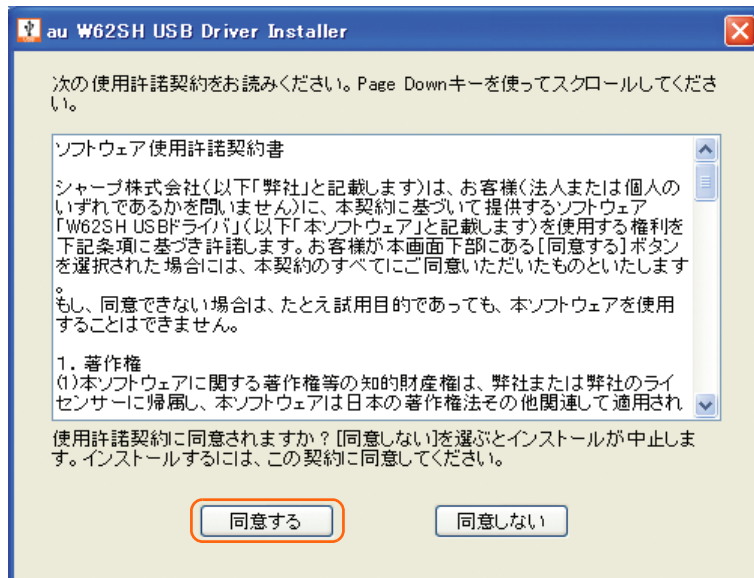 au W62SH USB Driver Installer
次の使用許諾契約をお読みください。Page Downキーを使ってスクロールしてくださ
い。
ソフトウェア使用許諾契約書
シャープ株式会社(以下「弊社」と記載します)は、お客様(法人または個人の
いずれであるかを問いません)に、本契約に基づいて提供するソフトウェア
「W62SH USBドライバ」(以下「本ソフトウェア」と記載します)を使用する権利を
下記条項に基づき許諾します。お客様が本画面下部にある[同意する]ボタン
を選択された場合には、本契約のすべてにご同意いただいたものといたします
。
もし、同意できない場合は、たとえ試用目的であっても、本ソフトウェアを使用
することはできません。
1．著作権
(1)本ソフトウェアに関する著作権等の知的財産権は、弊社または弊社のライ
センサーに帰属し、本ソフトウェアは日本の著作権法その他関連して適用され
使用許諾契約に同意されますか？[同意しない]を選ぶとインストールが中止しま
す。インストールするには、この契約に同意してください。
同意する
同意しない